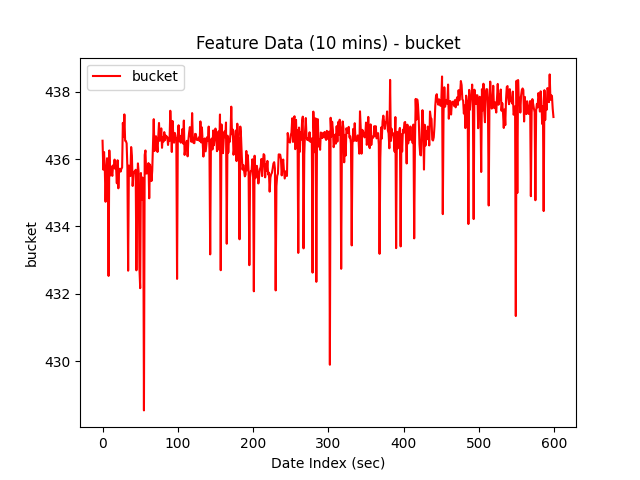 Feature Data (10 mins) - bucket
bucket
438
436
434
432
430
bucket
0 100 200 300 400 500 600
Date Index (sec)